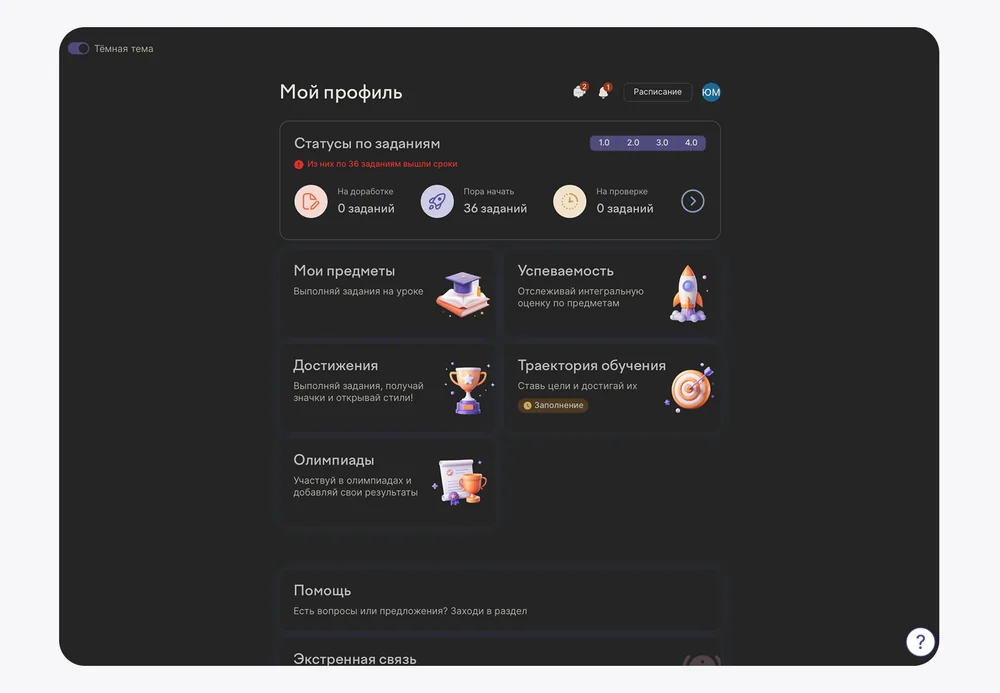 Тёмная тема
Мой профиль
2
1
Расписание
ЮМ
Статусы по заданиям
1.0 2.0 3.0 4.0
! Из них по 36 заданиям вышли сроки
На доработке
0 заданий
Пора начать
36 заданий
На проверке
0 заданий
Мои предметы
Выполняй задания на уроке
Успеваемость
Отслеживай интегральную
оценку по предметам
Достижения
Выполняй задания, получай
значки и открывай стили!
Траектория обучения
Ставь цели и достигай их
Заполнение
Олимпиады
Участвуй в олимпиадах и
добавляй свои результаты
Помощь
Есть вопросы или предложения? Заходи в раздел
Экстренная связь
?